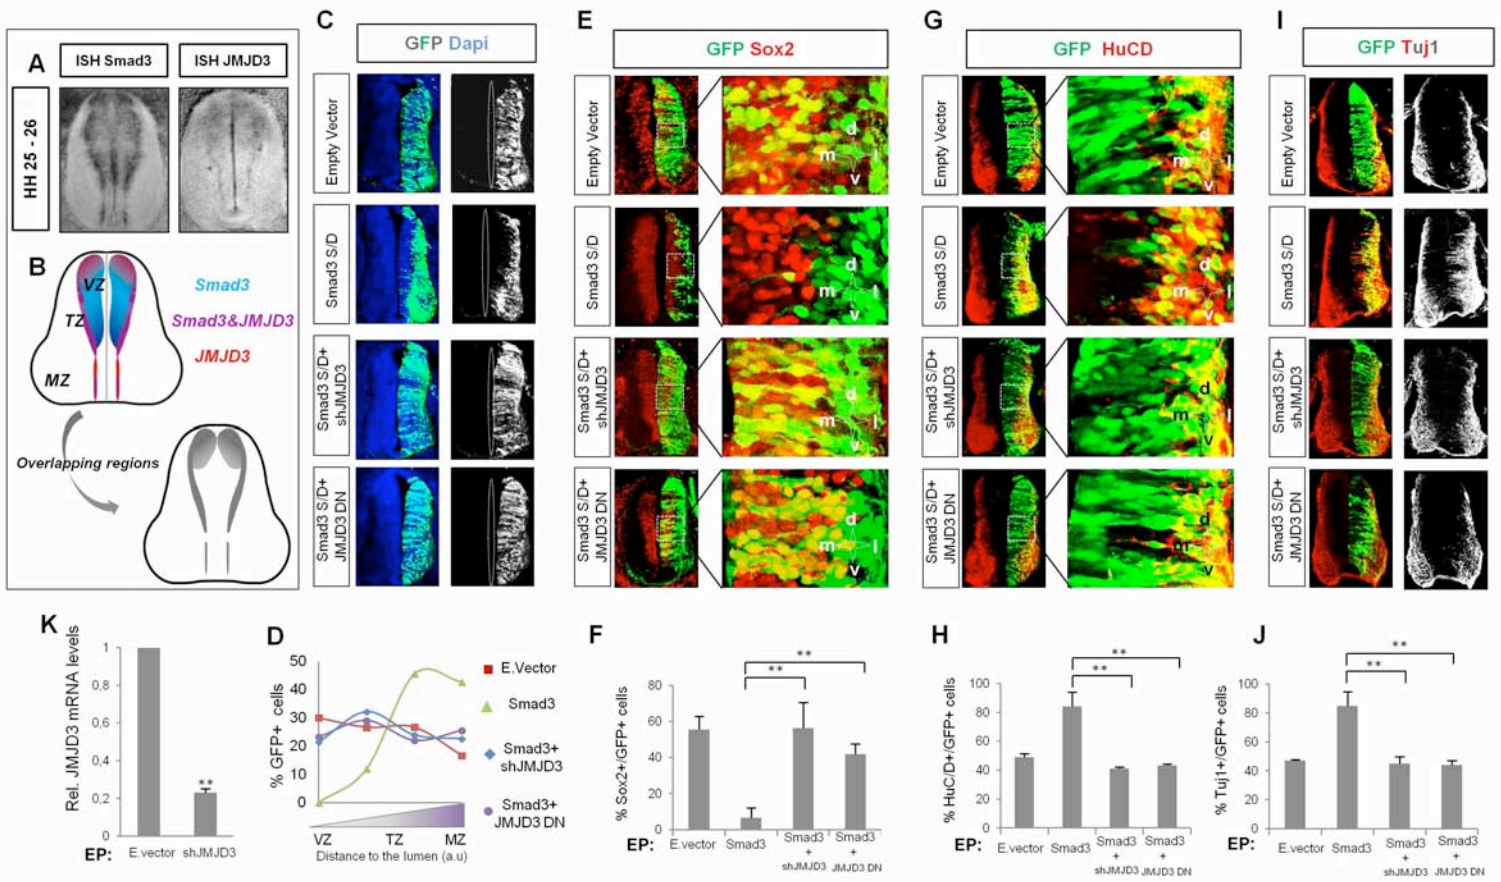 A
ISH Smad3
ISH JMJD3
HH 25 - 26
B
VZ
TZ
MZ
Smad3
Smad3&JMJD3
JMJD3
Overlapping regions
C
GFP Dapi
Empty Vector
Smad3 S/D
Smad3 S/D+
shJMJD3
Smad3 S/D+
JMJD3 DN
E
GFP Sox2
Empty Vector
d
m
l
v
Smad3 S/D
d
m
l
v
Smad3 S/D+
shJMJD3
d
m
l
v
Smad3 S/D+
JMJD3 DN
d
m
l
v
G
GFP HuCD
Empty Vector
d
m
l
v
Smad3 S/D
d
m
l
v
Smad3 S/D+
shJMJD3
d
m
l
v
Smad3 S/D+
JMJD3 DN
d
m
l
v
I
GFP Tuj1
Empty Vector
Smad3 S/D
Smad3 S/D+
shJMJD3
Smad3 S/D+
JMJD3 DN
K
Rel. JMJD3 mRNA levels
1
0,8
0,6
0,4
0,2
0
**
EP:
E.vector
shJMJD3
D
% GFP+ cells
50
40
30
20
10
0
VZ
TZ
MZ
Distance to the lumen (a.u)
E.Vector
Smad3
Smad3+
shJMJD3
Smad3+
JMJD3 DN
F
% Sox2+/GFP+ cells
80
60
40
20
0
**
**
EP:
E.vector
Smad3
Smad3
+
shJMJD3
Smad3
+
JMJD3 DN
H
% HuC/D+/GFP+ cells
100
80
60
40
20
0
**
**
EP:
E.vector
Smad3
Smad3
+
shJMJD3
Smad3
+
JMJD3 DN
J
% Tuj1+/GFP+ cells
100
80
60
40
20
0
**
**
EP:
E.vector
Smad3
Smad3
+
shJMJD3
Smad3
+
JMJD3 DN